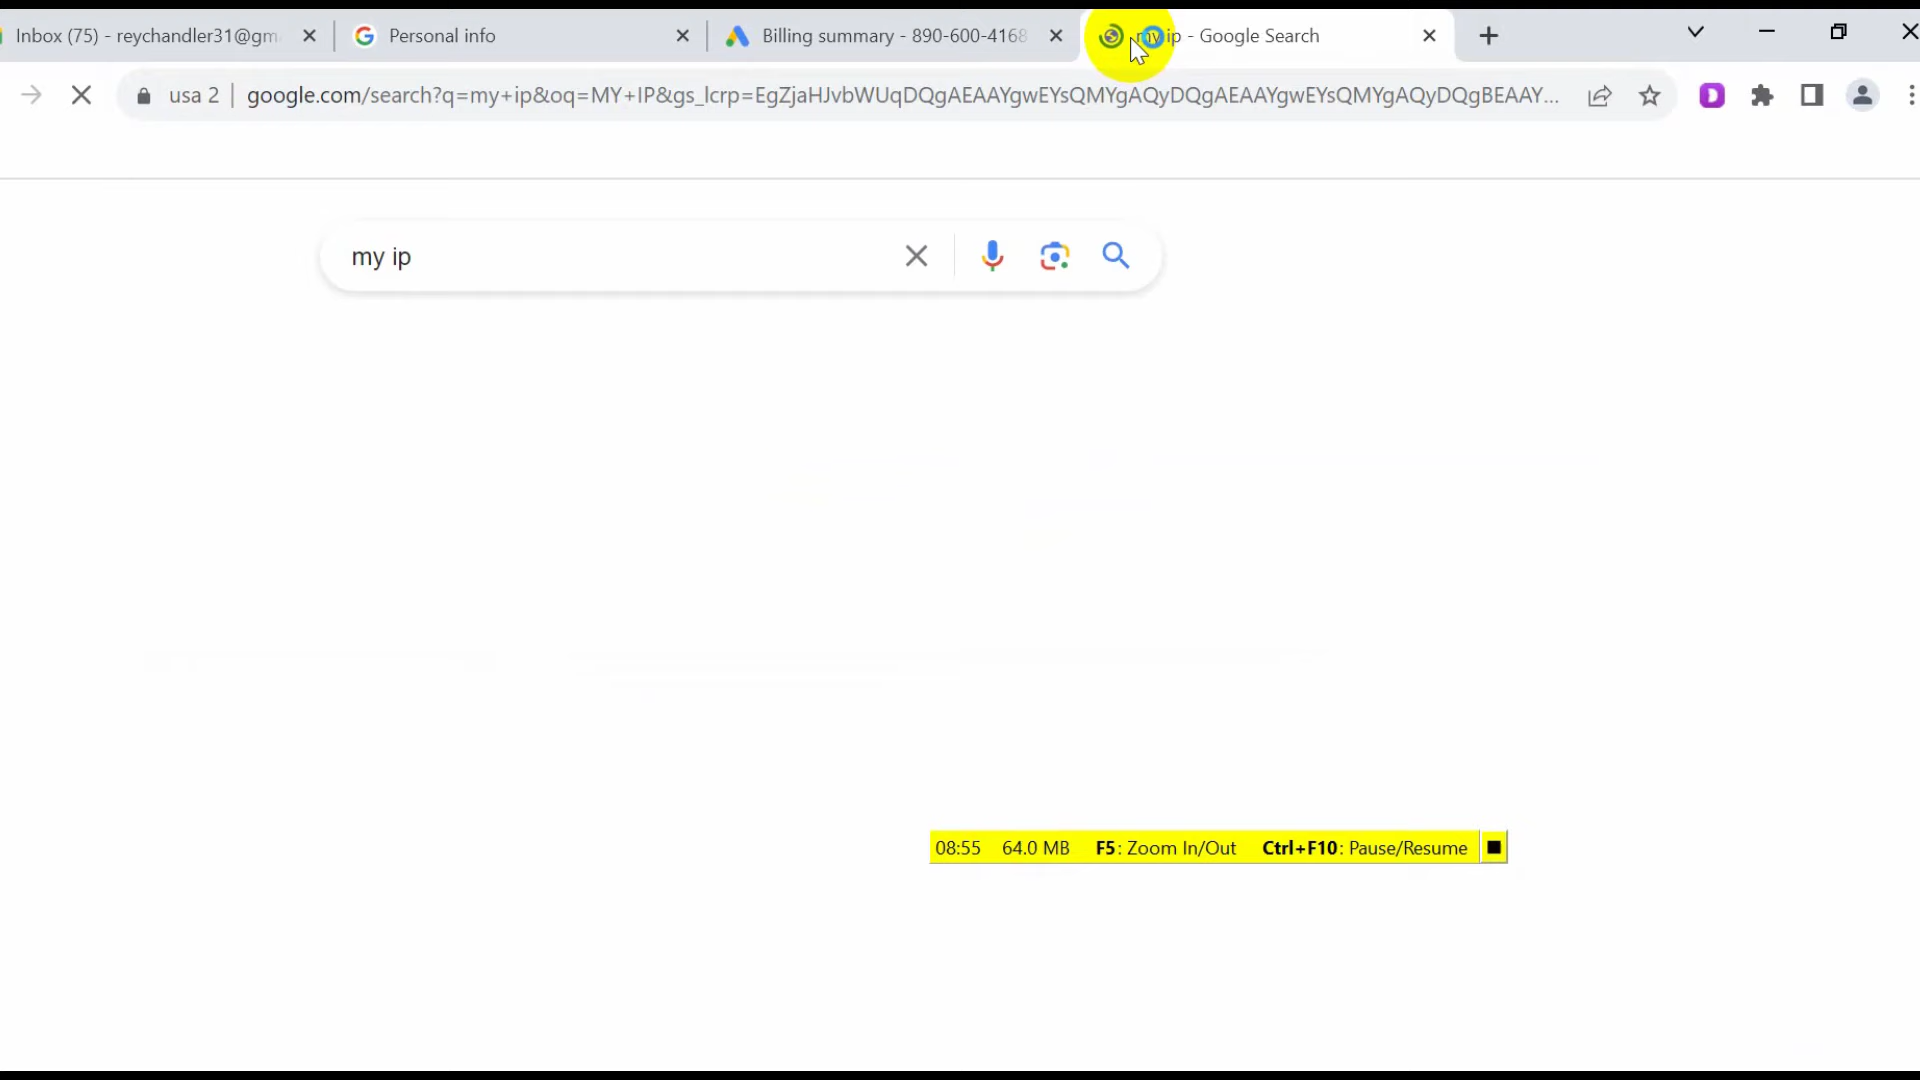 Inbox (75) - reychandler31@gm
Personal info
Billing summary - 890-600-4168
my ip - Google Search
usa 2
google.com/search?q=my+ip&oq=MY+IP&gs_lcrp=EgZjaHJvbWUqDQgAEAAYgwEYsQMYgAQyDQgAEAAYgwEYsQMYgAQyDQgBEAAY...
D
my ip
08:55 64.0 MB F5: Zoom In/Out Ctrl+F10: Pause/Resume